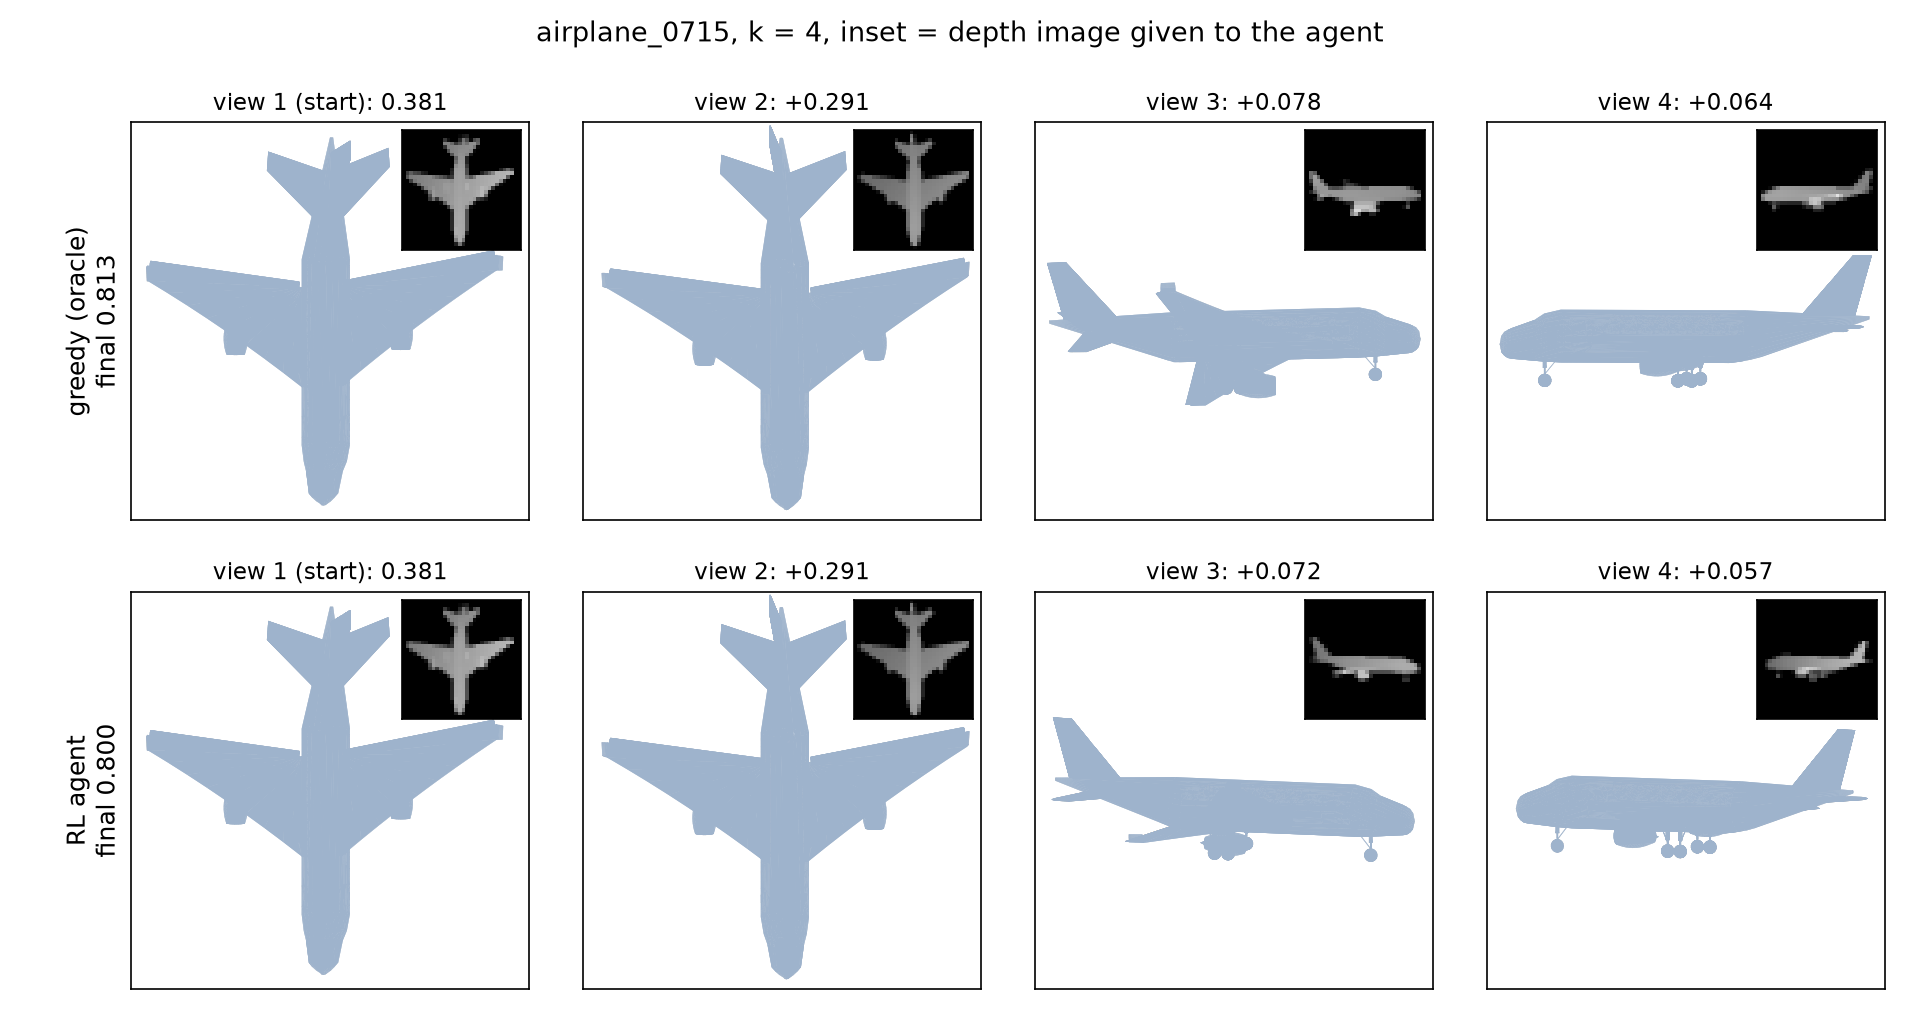 airplane_0715, k = 4, inset = depth image given to the agent
view 1 (start): 0.381
view 2: +0.291
view 3: +0.078
view 4: +0.064
greedy (oracle)
final 0.813
view 1 (start): 0.381
view 2: +0.291
view 3: +0.072
view 4: +0.057
RL agent
final 0.800